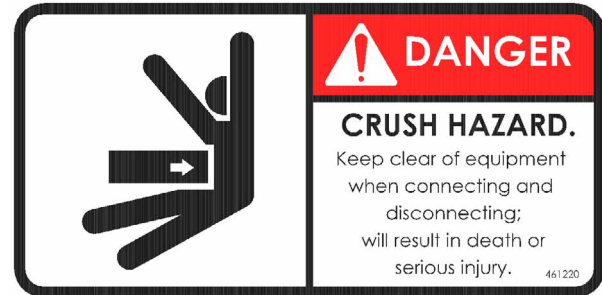 DANGER
CRUSH HAZARD.
Keep clear of equipment
when connecting and
disconnecting;
will result in death or
serious injury.
461220